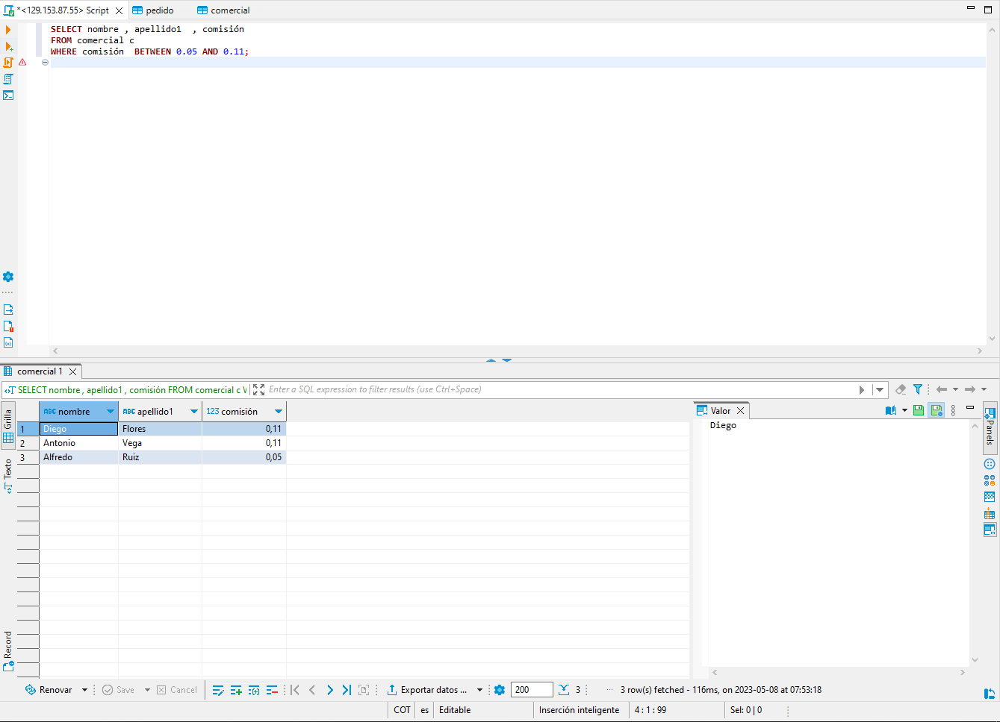 *<129.153.87.55> Script
pedido
comercial
SELECT nombre , apellido1  , comisión
FROM comercial c
WHERE comisión  BETWEEN 0.05 AND 0.11;
comercial 1
SELECT nombre , apellido1 , comisión FROM comercial c W
Enter a SQL expression to filter results (use Ctrl+Space)
Grilla
Texto
Record
ABC nombre
ABC apellido1
123 comisión
1 Diego Flores 0,11
2 Antonio Vega 0,11
3 Alfredo Ruiz 0,05
Valor
Diego
Panels
Renovar
Save
Cancel
Exportar datos ...
200
3
3 row(s) fetched - 116ms, on 2023-05-08 at 07:53:18
COT
es
Editable
Inserción inteligente
4 : 1 : 99
Sel: 0 | 0